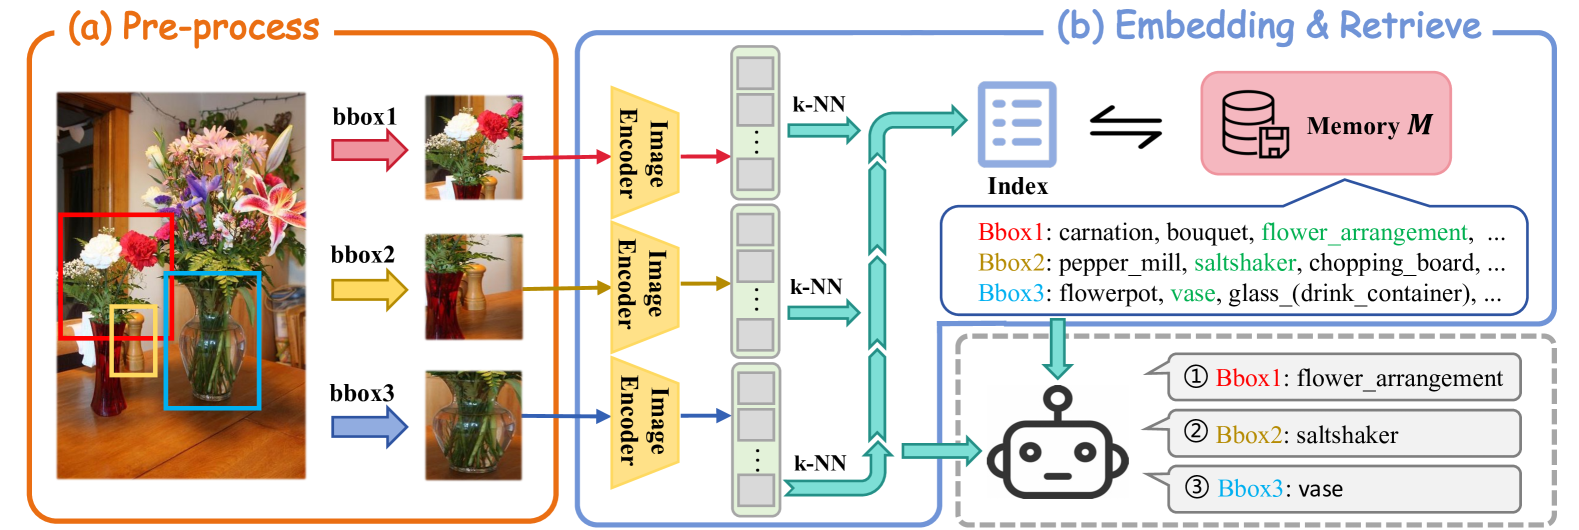 (a) Pre-process
(b) Embedding & Retrieve
bbox1
bbox2
bbox3
Image Encoder
Image Encoder
Image Encoder
k-NN
k-NN
k-NN
Index
Memory M
Bbox1: carnation, bouquet, flower_arrangement, ...
Bbox2: pepper_mill, saltshaker, chopping_board, ...
Bbox3: flowerpot, vase, glass_(drink_container), ...
① Bbox1: flower_arrangement
② Bbox2: saltshaker
③ Bbox3: vase